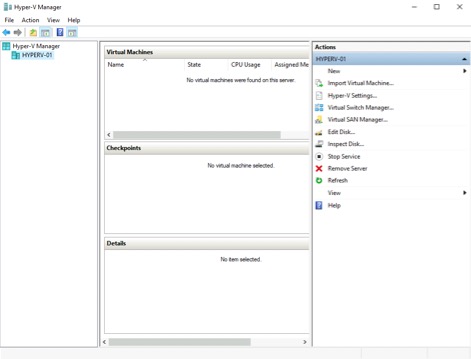 Hyper-V Manager
File Action View Help
Hyper-V Manager
HYPERV-01
Virtual Machines
Name State CPU Usage Assigned Me
No virtual machines were found on this server.
Checkpoints
No virtual machine selected.
Details
No item selected.
Actions
HYPERV-01
New
Import Virtual Machine...
Hyper-V Settings...
Virtual Switch Manager...
Virtual SAN Manager...
Edit Disk...
Inspect Disk...
Stop Service
Remove Server
Refresh
View
Help